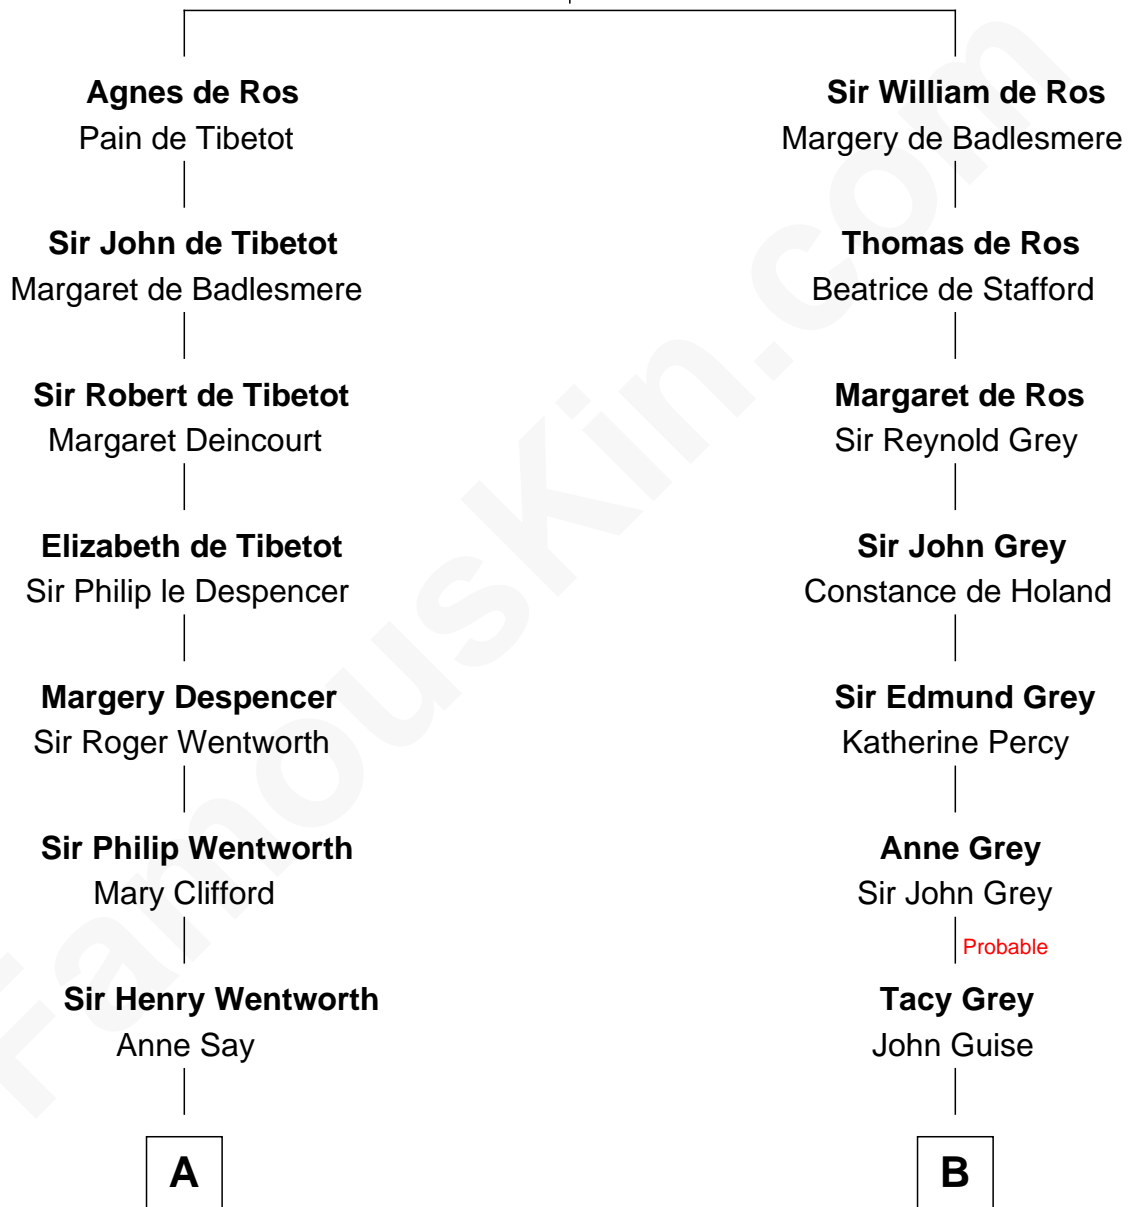 Agnes de Ros
Pain de Tibetot
Sir John de Tibetot
Margaret de Badlesmere
Sir Robert de Tibetot
Margaret Deincourt
Elizabeth de Tibetot
Sir Philip le Despencer
Margery Despencer
Sir Roger Wentworth
Sir Philip Wentworth
Mary Clifford
Sir Henry Wentworth
Anne Say
A
Sir William de Ros
Margery de Badlesmere
Thomas de Ros
Beatrice de Stafford
Margaret de Ros
Sir Reynold Grey
Sir John Grey
Constance de Holand
Sir Edmund Grey
Katherine Percy
Anne Grey
Sir John Grey
Probable
Tacy Grey
John Guise
B
FamousKin.com